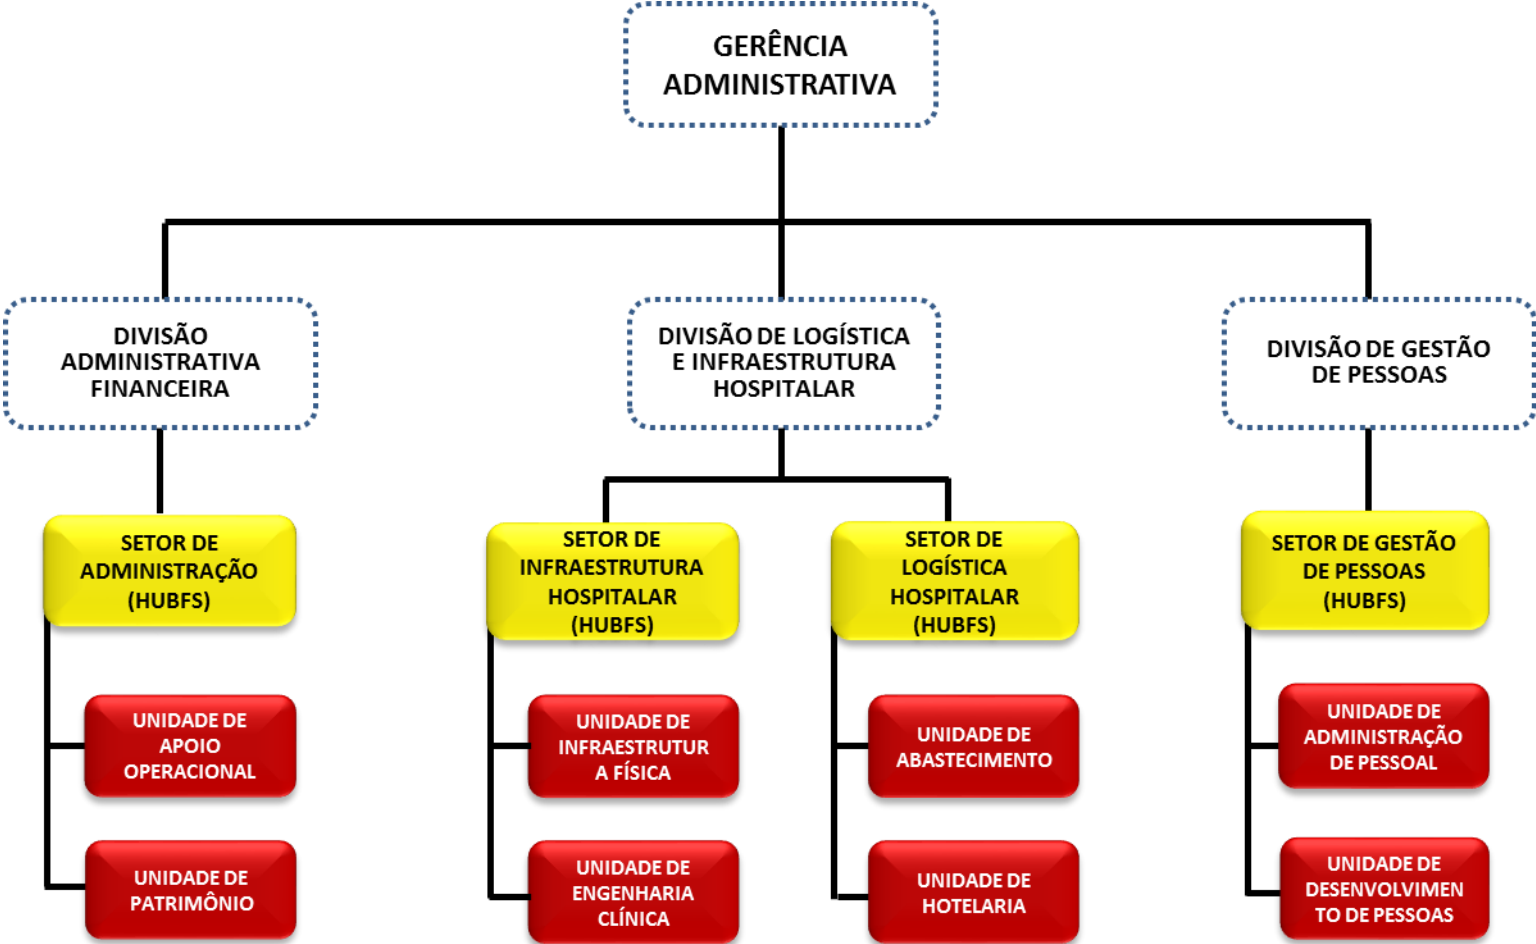 GERÊNCIA
ADMINISTRATIVA
DIVISÃO
ADMINISTRATIVA
FINANCEIRA
DIVISÃO DE LOGÍSTICA
E INFRAESTRUTURA
HOSPITALAR
DIVISÃO DE GESTÃO
DE PESSOAS
SETOR DE
ADMINISTRAÇÃO
(HUBFS)
SETOR DE
INFRAESTRUTURA
HOSPITALAR
(HUBFS)
SETOR DE
LOGÍSTICA
HOSPITALAR
(HUBFS)
SETOR DE GESTÃO
DE PESSOAS
(HUBFS)
UNIDADE DE
APOIO
OPERACIONAL
UNIDADE DE
INFRAESTRUTUR
A FÍSICA
UNIDADE DE
ABASTECIMENTO
UNIDADE DE
ADMINISTRAÇÃO
DE PESSOAL
UNIDADE DE
PATRIMÔNIO
UNIDADE DE
ENGENHARIA
CLÍNICA
UNIDADE DE
HOTELARIA
UNIDADE DE
DESENVOLVIMEN
TO DE PESSOAS